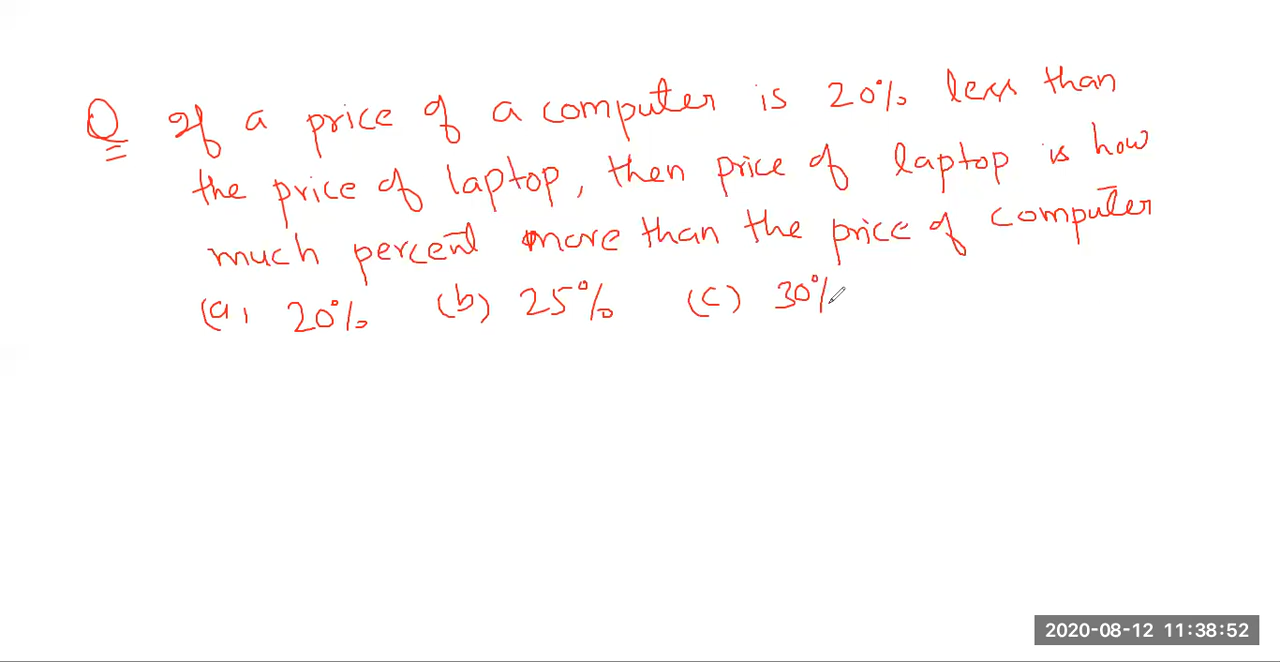 Q If a price of a computer is 20% less than
the price of laptop, then price of laptop is how
much percent more than the price of computer
(a) 20% (b) 25% (c) 30%
2020-08-12 11:38:52